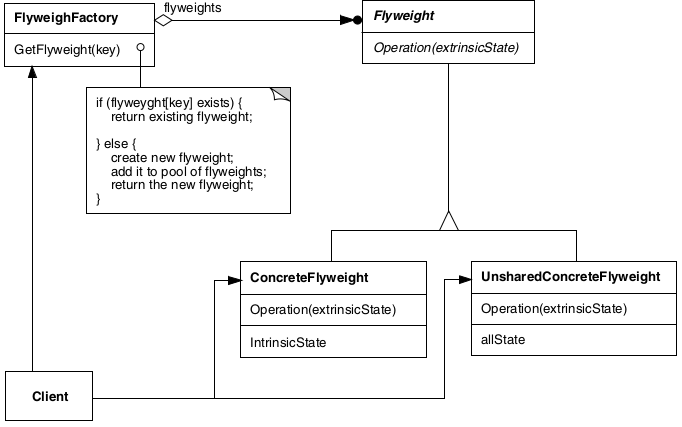 FlyweighFactory
flyweights
Flyweight
GetFlyweight(key)
Operation(extrinsicState)
if (flyweyght[key] exists) {
return existing flyweight;
} else {
create new flyweight;
add it to pool of flyweights;
return the new flyweight;
}
ConcreteFlyweight
Operation(extrinsicState)
IntrinsicState
UnsharedConcreteFlyweight
Operation(extrinsicState)
allState
Client